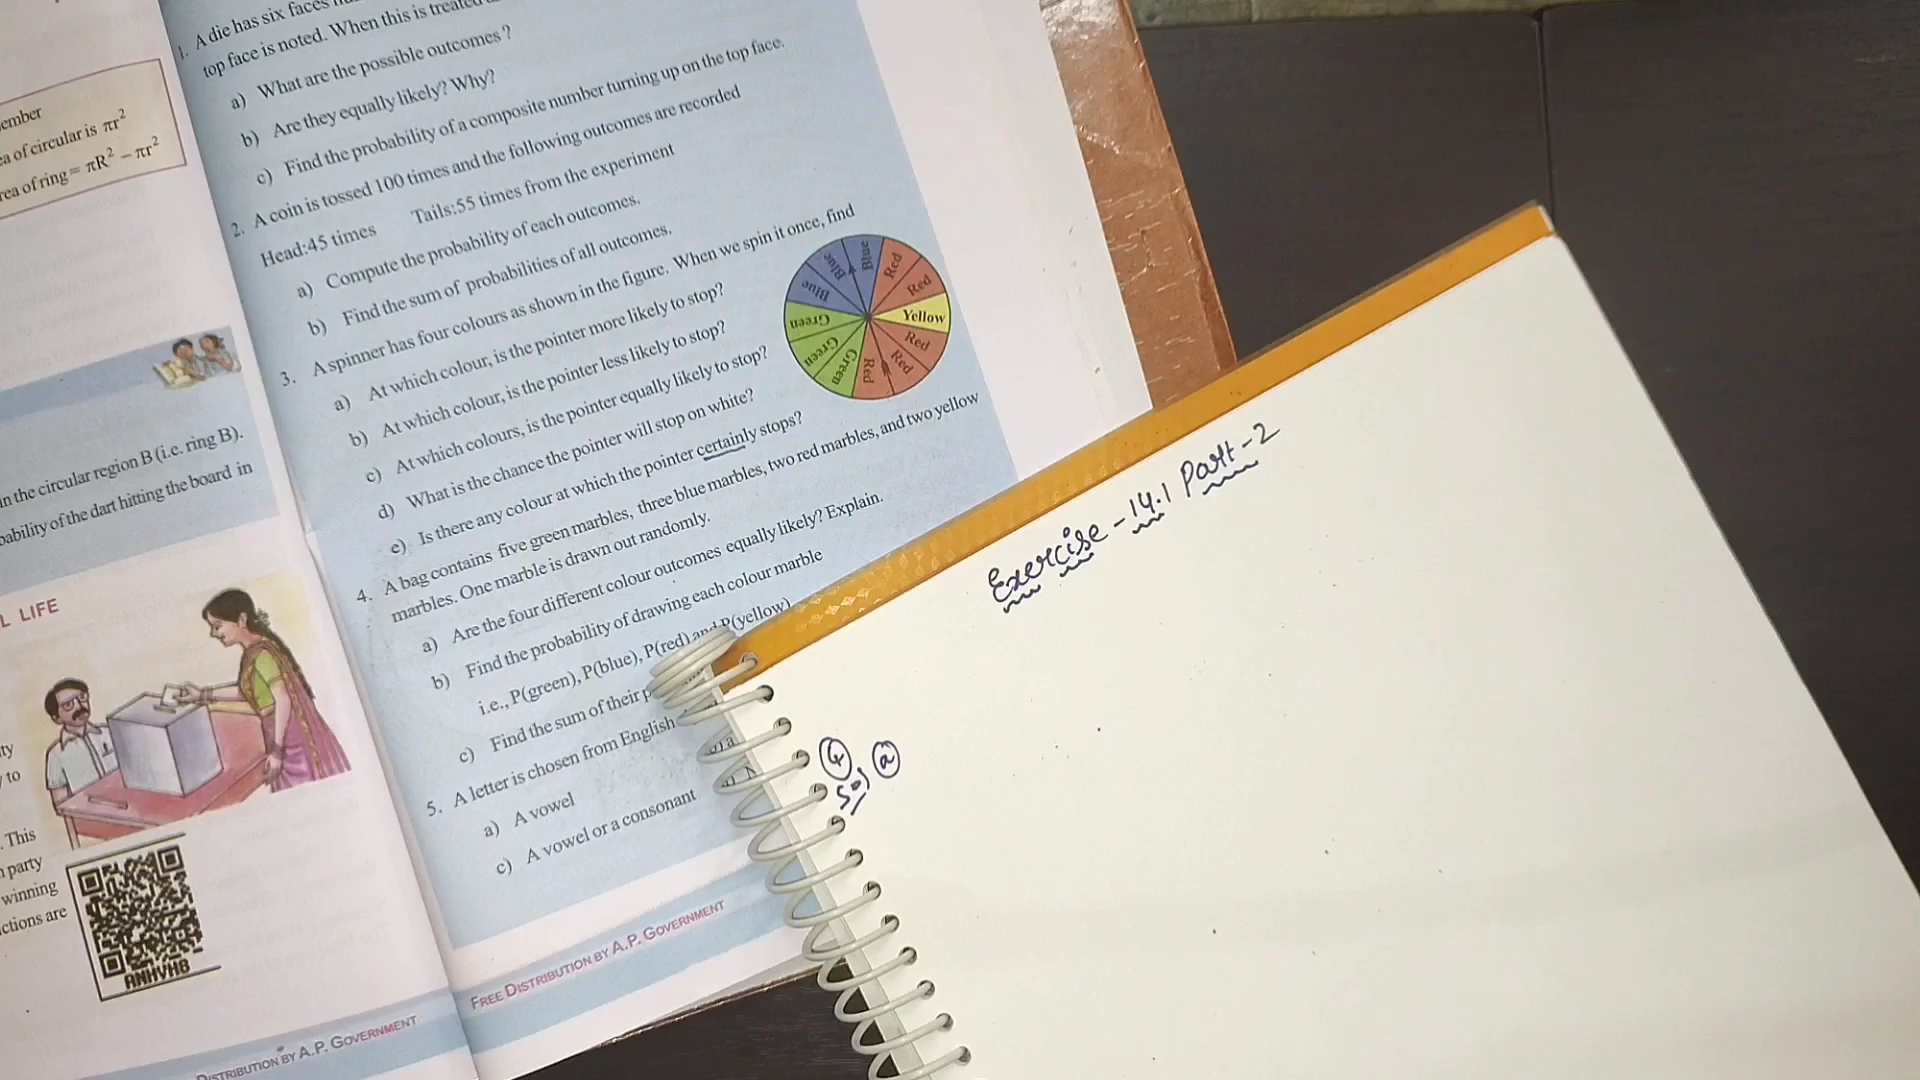 ember
ea of circular is πr²
rea of ring = πR² – πr²
in the circular region B (i.e. ring B).
bability of the dart hitting the board in
L LIFE
ty
to
. This
party
winning
ctions are
ANHVHB
DISTRIBUTION BY A.P. GOVERNMENT
1. A die has six faces
top face is noted. When this is treated
a) What are the possible outcomes ?
b) Are they equally likely? Why?
c) Find the probability of a composite number turning up on the top face.
2. A coin is tossed 100 times and the following outcomes are recorded
Head:45 times Tails:55 times from the experiment
a) Compute the probability of each outcomes.
b) Find the sum of probabilities of all outcomes.
3. A spinner has four colours as shown in the figure. When we spin it once, find
a) At which colour, is the pointer more likely to stop?
b) At which colour, is the pointer less likely to stop?
c) At which colours, is the pointer equally likely to stop?
d) What is the chance the pointer will stop on white?
e) Is there any colour at which the pointer certainly stops?
Blue
Red
Red
Yellow
Red
Red
Red
Green
Green
Green
Blue
Blue
4. A bag contains five green marbles, three blue marbles, two red marbles, and two yellow
marbles. One marble is drawn out randomly.
a) Are the four different colour outcomes equally likely? Explain.
b) Find the probability of drawing each colour marble
i.e., P(green), P(blue), P(red) and P(yellow)
c) Find the sum of their p
5. A letter is chosen from English
a) A vowel
c) A vowel or a consonant
FREE DISTRIBUTION BY A.P. GOVERNMENT
Exercise - 14.1 Part - 2
4 a
Sol